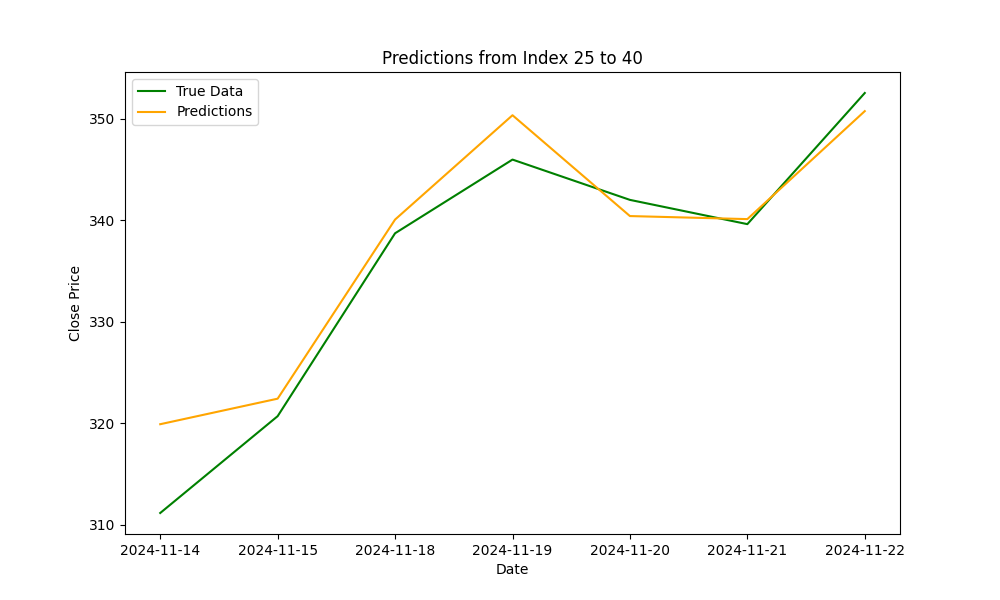 Predictions from Index 25 to 40
True Data
Predictions
Close Price
350
340
330
320
310
2024-11-14 2024-11-15 2024-11-18 2024-11-19 2024-11-20 2024-11-21 2024-11-22
Date